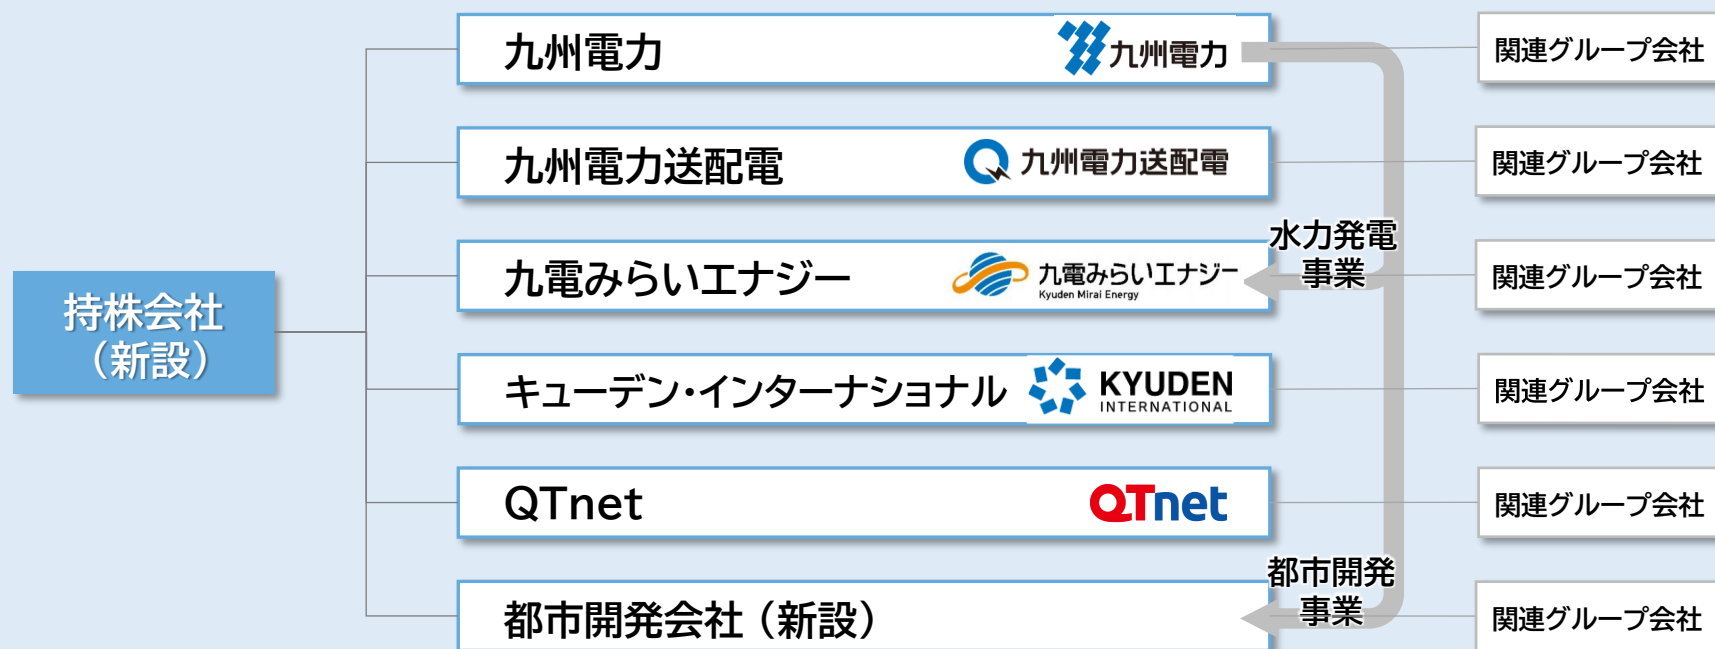 九州電力
九州電力
関連グループ会社
九州電力送配電
九州電力送配電
関連グループ会社
水力発電
事業
九電みらいエナジー
九電みらいエナジー
Kyuden Mirai Energy
関連グループ会社
持株会社
（新設）
キューデン・インターナショナル
KYUDEN
INTERNATIONAL
関連グループ会社
QTnet
QTnet
関連グループ会社
都市開発
事業
都市開発会社（新設）
関連グループ会社